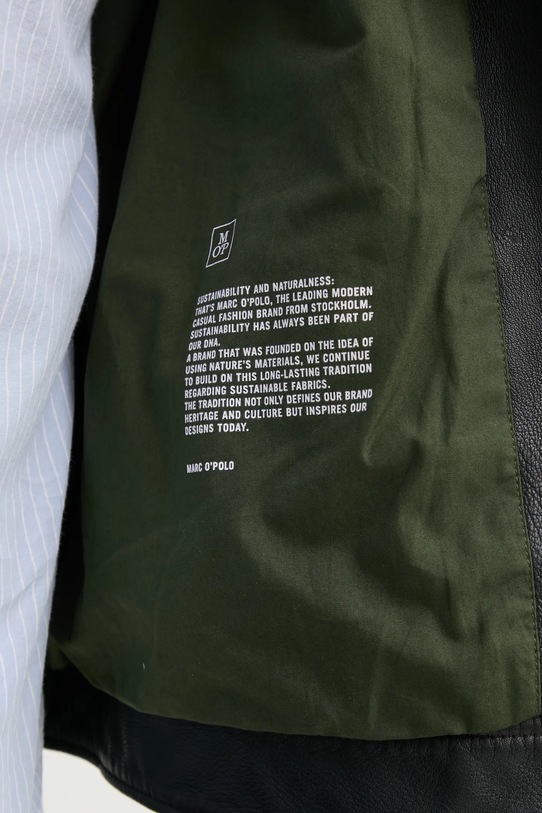 M
OP
SUSTAINABILITY AND NATURALNESS:
THAT'S MARC O'POLO, THE LEADING MODERN
CASUAL FASHION BRAND FROM STOCKHOLM.
SUSTAINABILITY HAS ALWAYS BEEN PART OF
OUR DNA.
A BRAND THAT WAS FOUNDED ON THE IDEA OF
USING NATURE'S MATERIALS, WE CONTINUE
TO BUILD ON THIS LONG-LASTING TRADITION
REGARDING SUSTAINABLE FABRICS.
THE TRADITION NOT ONLY DEFINES OUR BRAND
HERITAGE AND CULTURE BUT INSPIRES OUR
DESIGNS TODAY.
MARC O'POLO